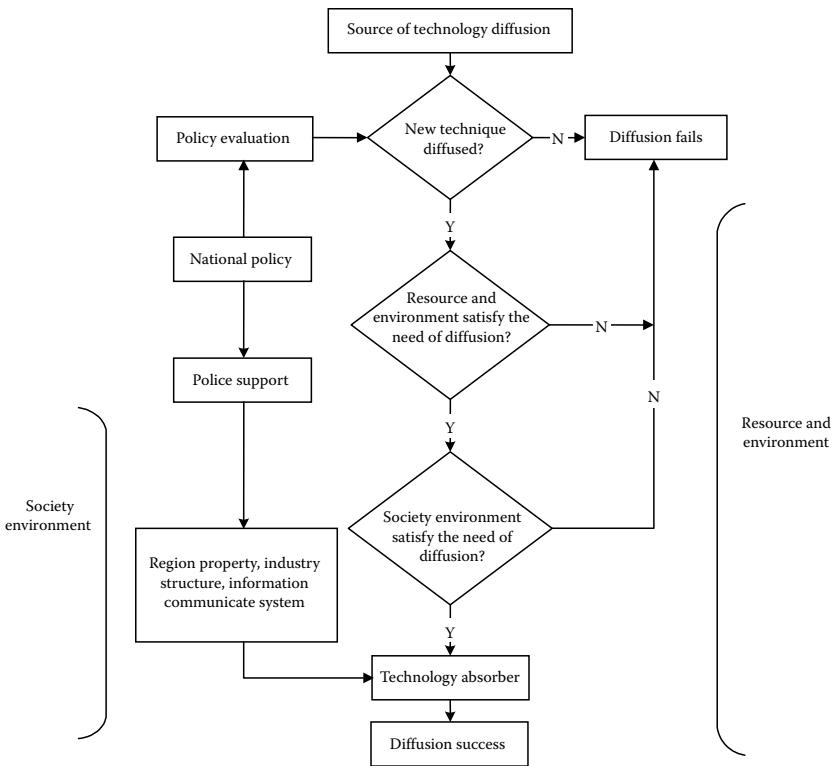 Source of technology diffusion
Policy evaluation
New technique
diffused?
N
Diffusion fails
Y
National policy
Resource and
environment satisfy the
need of diffusion?
N
Police support
N
Y
Resource and
environment
Society
environment
Society environment
satisfy the need of
diffusion?
Region property, industry
structure, information
communicate system
Y
Technology absorber
Diffusion success